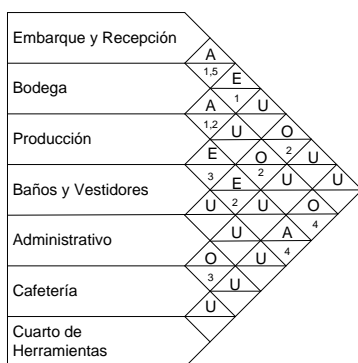 Embarque y Recepción
A
1,5
E
Bodega
1
A U
1,2
U O
Producción
2
E O U
3 2
E U U
Baños y Vestidores
U 2 U O
4
U A
Administrativo
4
O U
3
U
Cafetería
U
Cuarto de
Herramientas